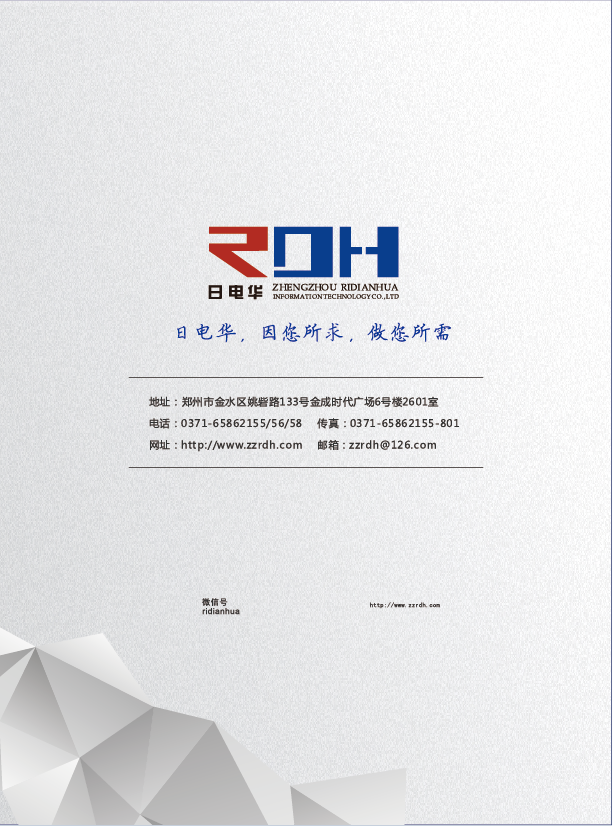 RDH
日电华 ZHENGZHOU RIDIANHUA
INFORMATION TECHNOLOGY CO.,LTD
日电华，因您所求，做您所需
地址：郑州市金水区姚砦路133号金成时代广场6号楼2601室
电话：0371-65862155/56/58 传真：0371-65862155-801
网址：http://www.zzrdh.com 邮箱：zzrdh@126.com
微信号
ridianhua
http://www.zzrdh.com